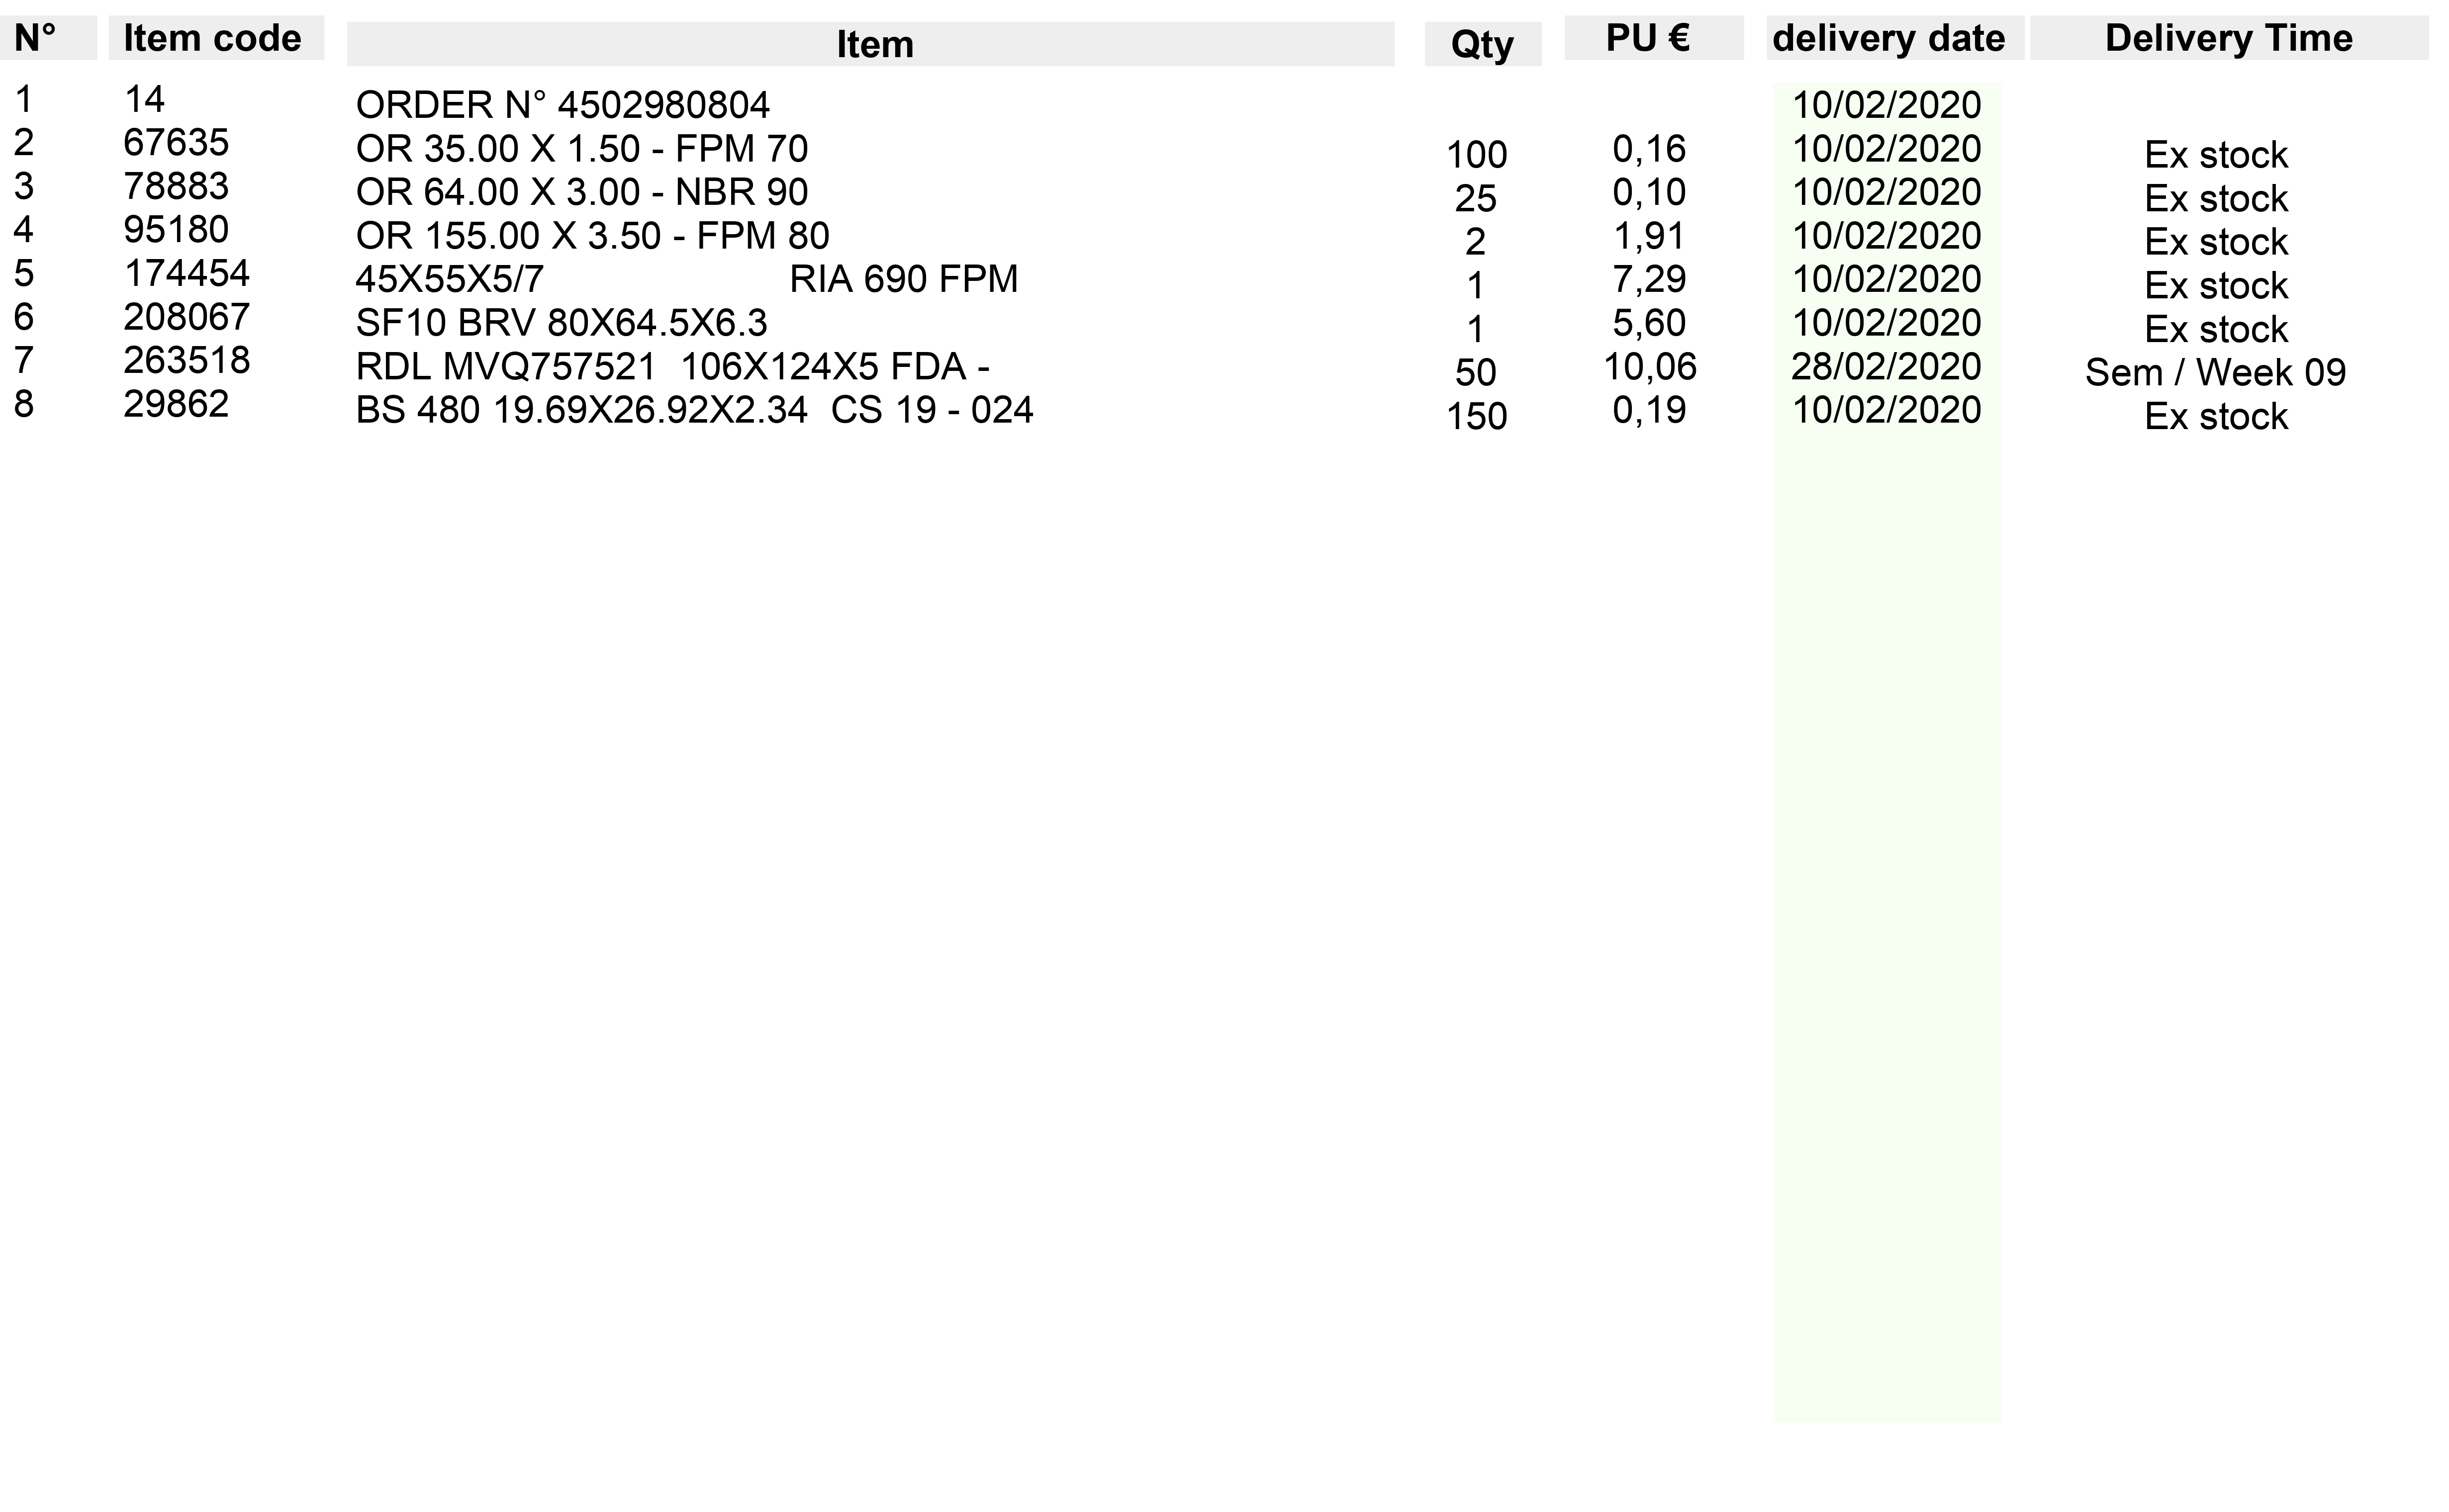 N° Item code Item Qty PU € delivery date Delivery Time
1 14 ORDER N° 4502980804 10/02/2020
2 67635 OR 35.00 X 1.50 - FPM 70 100 0,16 10/02/2020 Ex stock
3 78883 OR 64.00 X 3.00 - NBR 90 25 0,10 10/02/2020 Ex stock
4 95180 OR 155.00 X 3.50 - FPM 80 2 1,91 10/02/2020 Ex stock
5 174454 45X55X5/7 RIA 690 FPM 1 7,29 10/02/2020 Ex stock
6 208067 SF10 BRV 80X64.5X6.3 1 5,60 10/02/2020 Ex stock
7 263518 RDL MVQ757521 106X124X5 FDA - 50 10,06 28/02/2020 Sem / Week 09
8 29862 BS 480 19.69X26.92X2.34 CS 19 - 024 150 0,19 10/02/2020 Ex stock